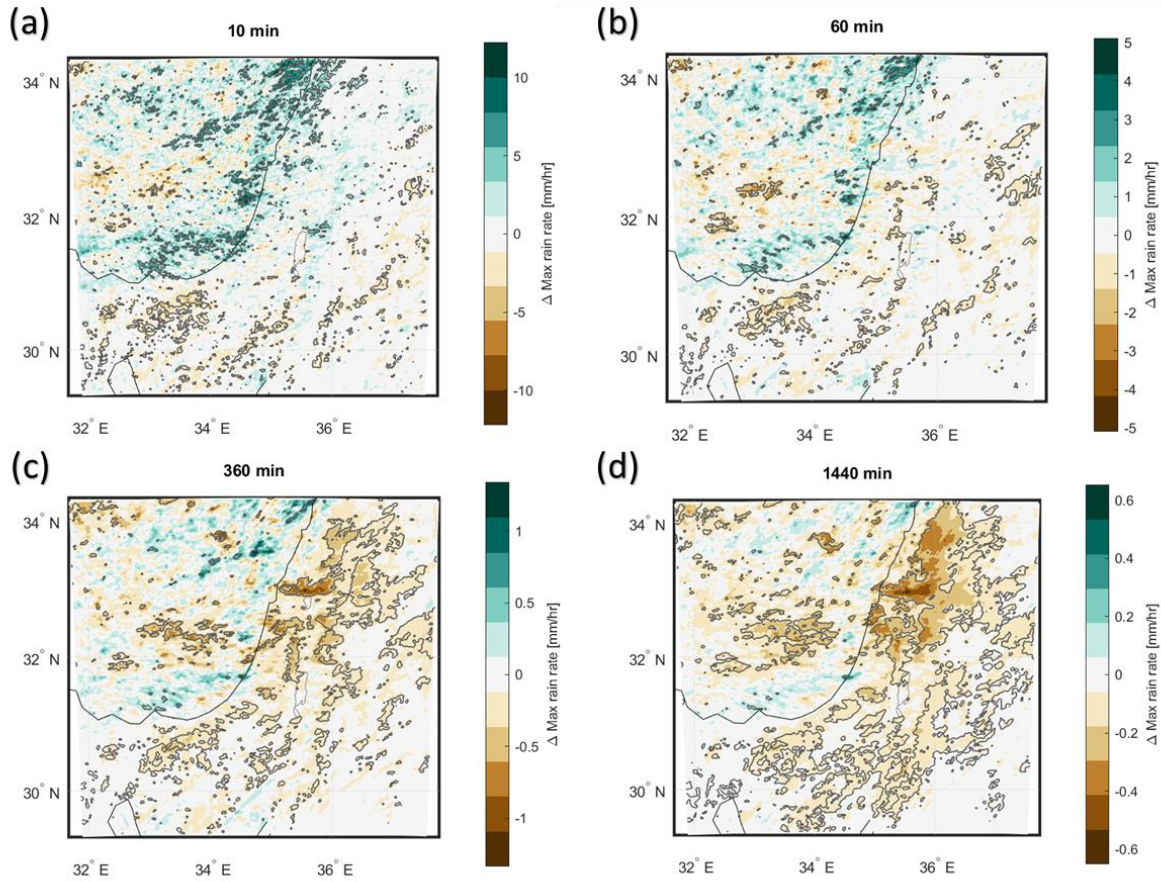 (a)
10 min
34° N
32° N
30° N
32° E
34° E
36° E
10
5
0
-5
-10
Δ Max rain rate [mm/hr]
(b)
60 min
34° N
32° N
30° N
32° E
34° E
36° E
5
4
3
2
1
0
-1
-2
-3
-4
-5
Δ Max rain rate [mm/hr]
(c)
360 min
34° N
32° N
30° N
32° E
34° E
36° E
1
0.5
0
-0.5
-1
Δ Max rain rate [mm/hr]
(d)
1440 min
34° N
32° N
30° N
32° E
34° E
36° E
0.6
0.4
0.2
0
-0.2
-0.4
-0.6
Δ Max rain rate [mm/hr]